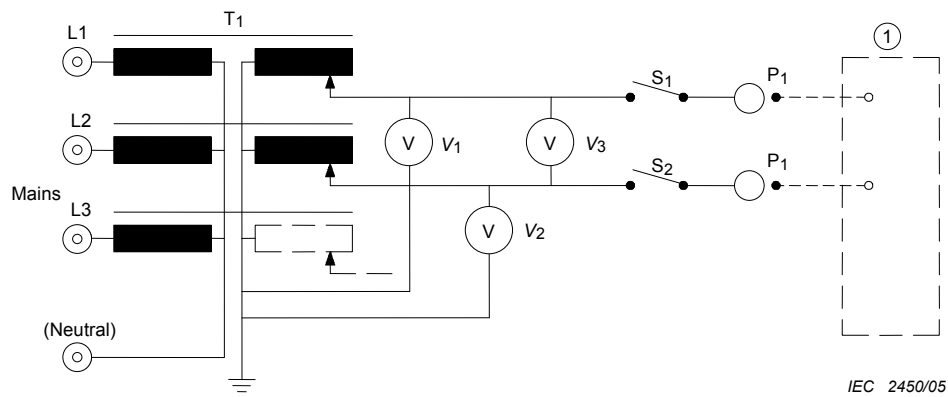 T1
L1
①
S1
P1
V
V1
V
V3
L2
S2
P1
Mains
L3
V
V2
(Neutral)
IEC 2450/05